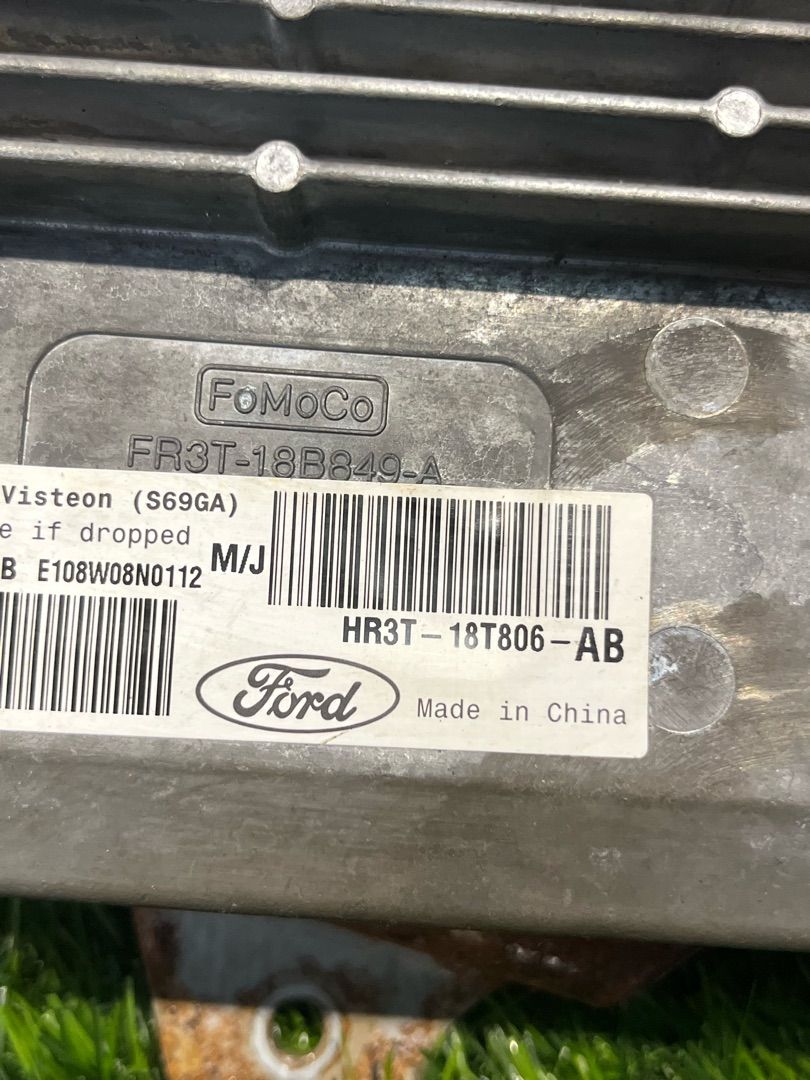 FoMoCo
FR3T-18B849-A
Visteon (S69GA)
e if dropped
B E108W08N0112
M/J
HR3T-18T806-AB
Ford
Made in China